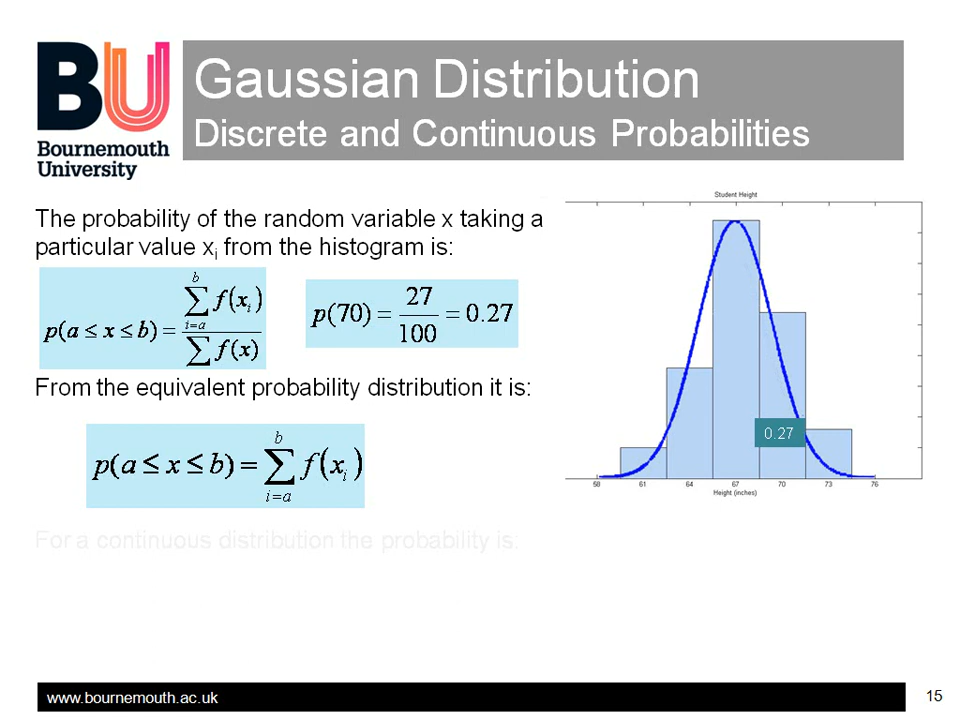 BU
Bournemouth
University
Gaussian Distribution
Discrete and Continuous Probabilities
The probability of the random variable x taking a
particular value xᵢ from the histogram is:
p(a ≤ x ≤ b) = ∑_{i=a}^{b} f(xᵢ) / ∑ f(x)
p(70) = 27/100 = 0.27
From the equivalent probability distribution it is:
p(a ≤ x ≤ b) = ∑_{i=a}^{b} f(xᵢ)
For a continuous distribution the probability is:
Student Height
0.27
58 61 64 67 70 73 76
Height (inches)
www.bournemouth.ac.uk
15